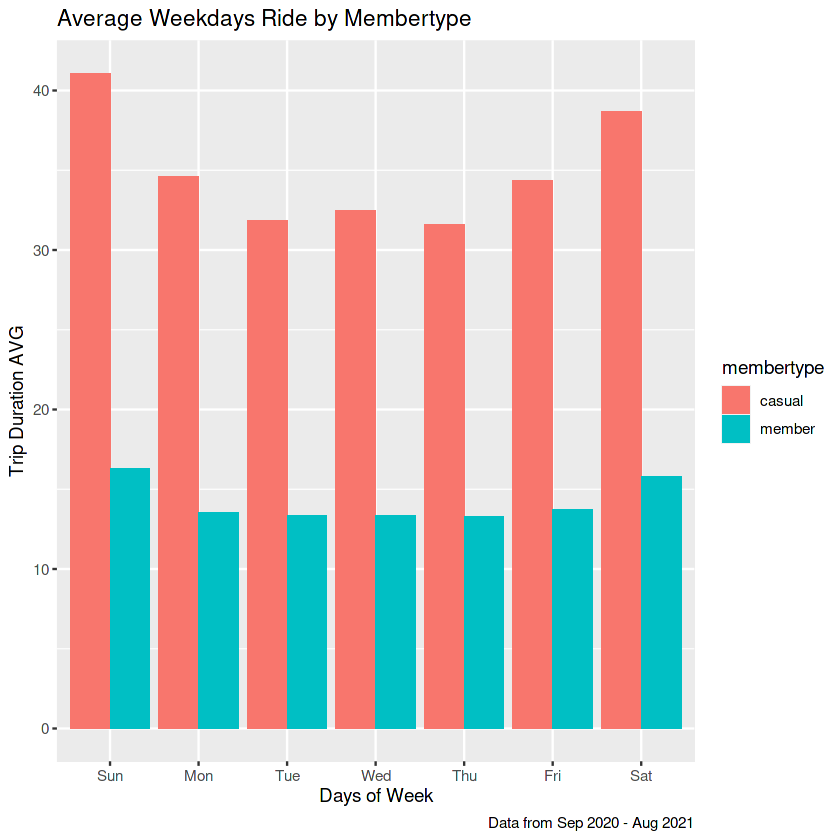 Average Weekdays Ride by Membertype
Trip Duration AVG
40
30
20
10
0
Sun Mon Tue Wed Thu Fri Sat
Days of Week
membertype
casual
member
Data from Sep 2020 - Aug 2021